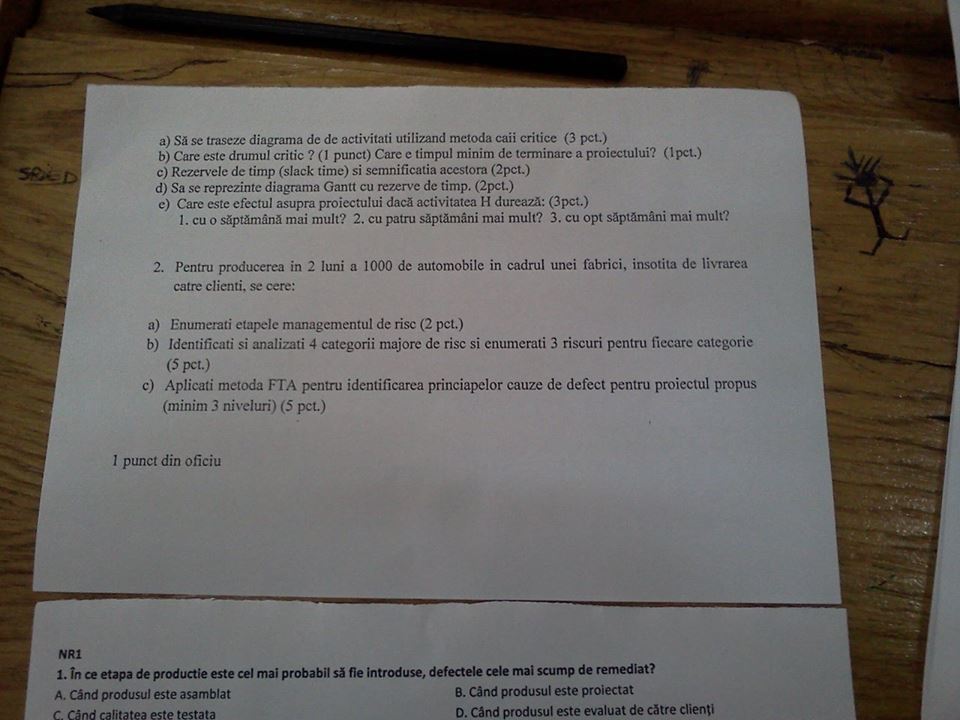 a) Să se traseze diagrama de de activitati utilizand metoda caii critice (3 pct.)
b) Care este drumul critic ? (1 punct) Care e timpul minim de terminare a proiectului? (1pct.)
c) Rezervele de timp (slack time) si semnificatia acestora (2pct.)
d) Sa se reprezinte diagrama Gantt cu rezerve de timp. (2pct.)
e) Care este efectul asupra proiectului dacă activitatea H durează: (3pct.)
1. cu o săptămână mai mult? 2. cu patru săptămâni mai mult? 3. cu opt săptămâni mai mult?
2. Pentru producerea in 2 luni a 1000 de automobile in cadrul unei fabrici, insotita de livrarea
catre clienti, se cere:
a) Enumerati etapele managementul de risc (2 pct.)
b) Identificati si analizati 4 categorii majore de risc si enumerati 3 riscuri pentru fiecare categorie
(5 pct.)
c) Aplicati metoda FTA pentru identificarea princiapelor cauze de defect pentru proiectul propus
(minim 3 niveluri) (5 pct.)
1 punct din oficiu
NR1
1. În ce etapa de productie este cel mai probabil să fie introduse, defectele cele mai scump de remediat?
A. Când produsul este asamblat B. Când produsul este proiectat
C. Când calitatea este testata D. Când produsul este evaluat de către clienți